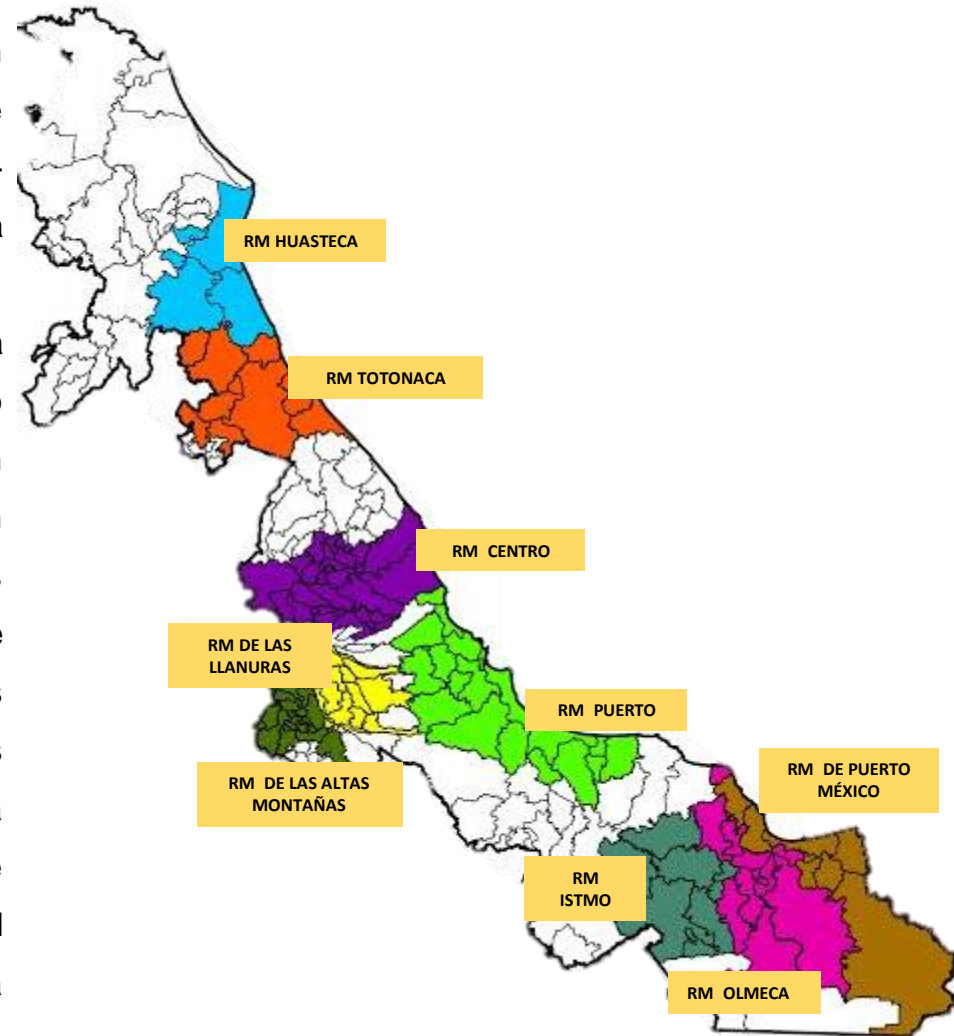 RM HUASTECA
RM TOTONACA
RM CENTRO
RM DE LAS
LLANURAS
RM PUERTO
RM DE LAS ALTAS
MONTAÑAS
RM DE PUERTO
MÉXICO
RM
ISTMO
RM OLMECA